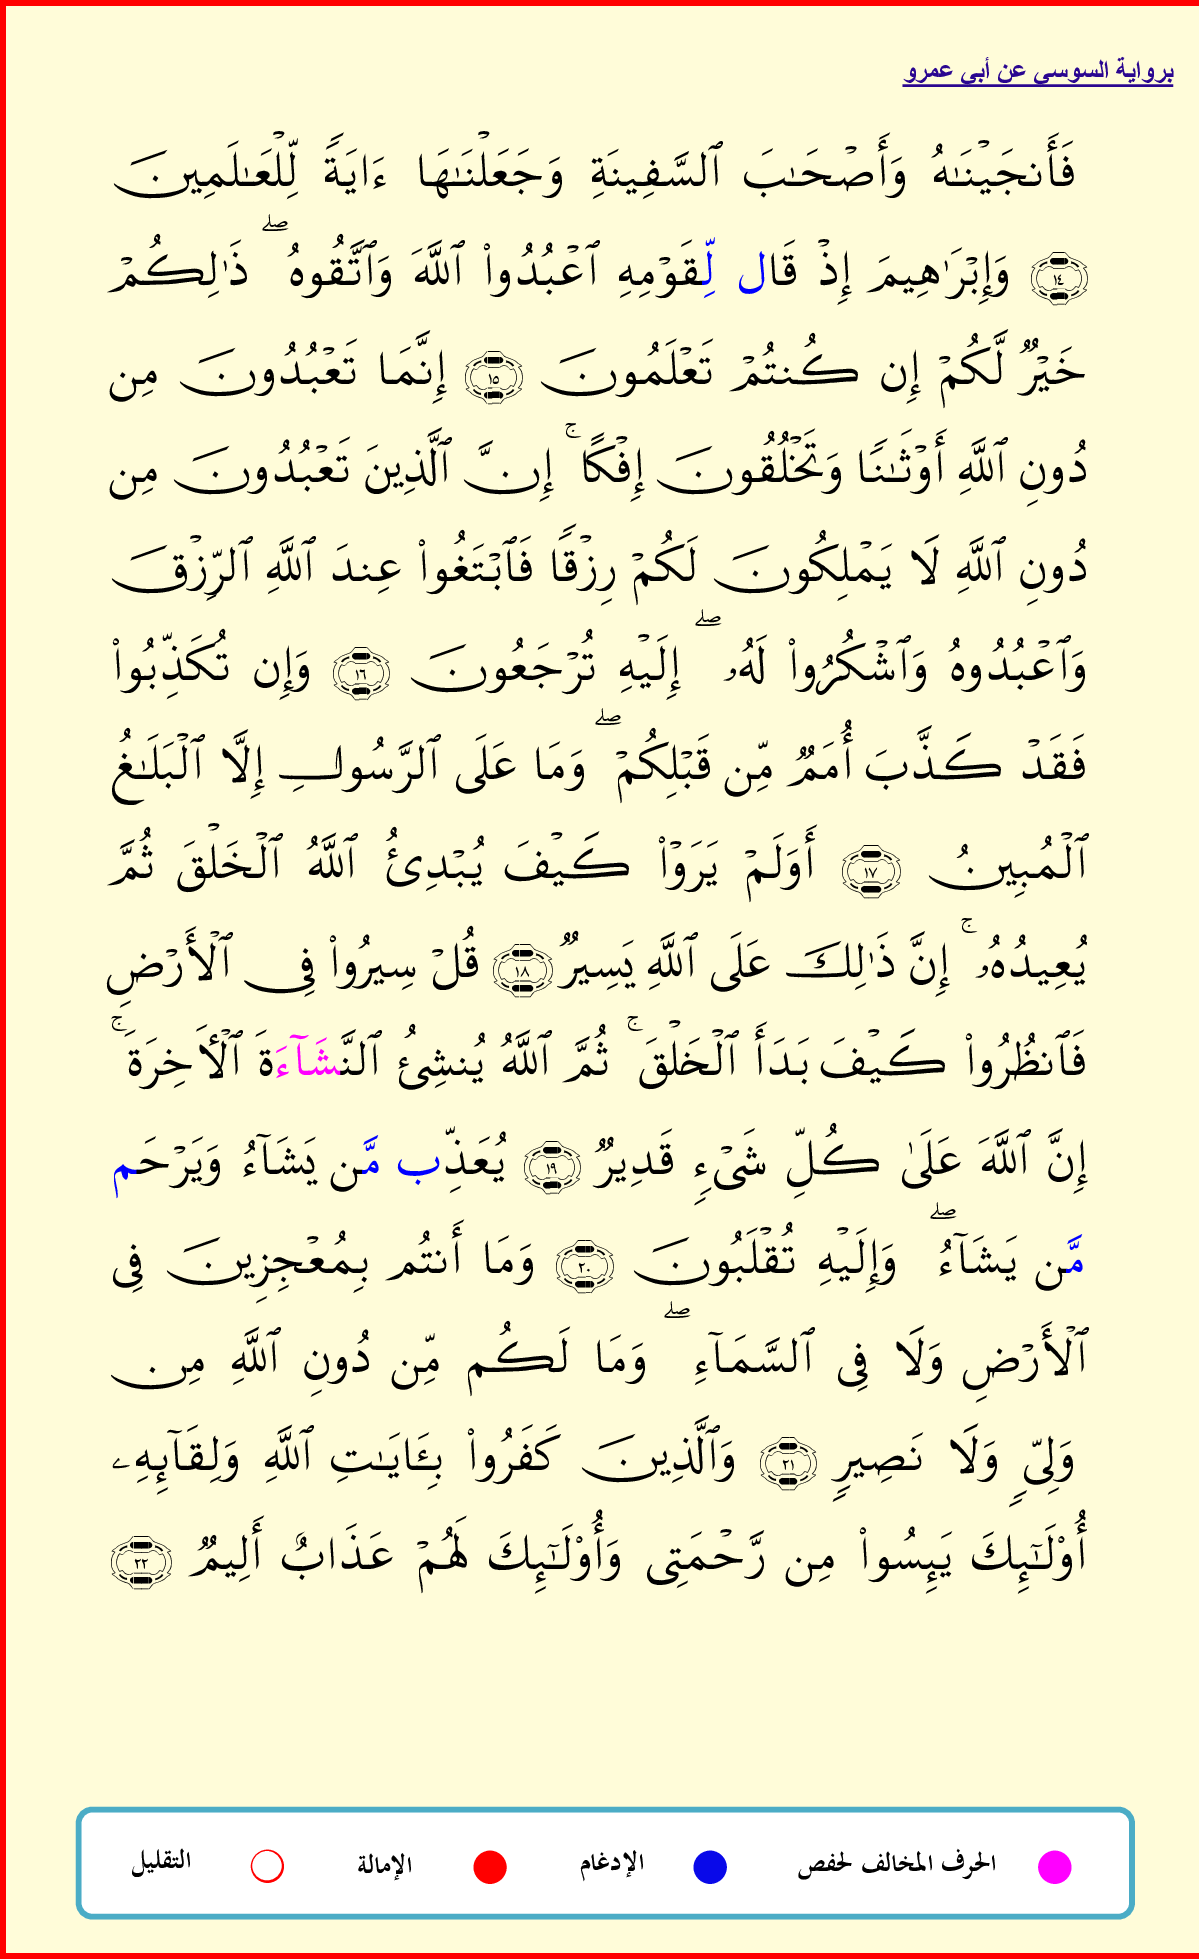 برواية السوسي عن أبي عمرو
فَأَنجَيْنَـٰهُ وَأَصْحَـٰبَ ٱلسَّفِينَةِ وَجَعَلْنَـٰهَا ءَايَةً لِّلْعَـٰلَمِينَ
١٤ وَإِبْرَٰهِيمَ إِذْ قَال لِّقَوْمِهِ ٱعْبُدُوا۟ ٱللَّهَ وَٱتَّقُوهُ ۖ ذَٰلِكُمْ
خَيْرٌ لَّكُمْ إِن كُنتُمْ تَعْلَمُونَ ١٥ إِنَّمَا تَعْبُدُونَ مِن
دُونِ ٱللَّهِ أَوْثَـٰنًا وَتَخْلُقُونَ إِفْكًا ۚ إِنَّ ٱلَّذِينَ تَعْبُدُونَ مِن
دُونِ ٱللَّهِ لَا يَمْلِكُونَ لَكُمْ رِزْقًا فَٱبْتَغُوا۟ عِندَ ٱللَّهِ ٱلرِّزْقَ
وَٱعْبُدُوهُ وَٱشْكُرُوا۟ لَهُۥ ۖ إِلَيْهِ تُرْجَعُونَ ١٦ وَإِن تُكَذِّبُوا۟
فَقَدْ كَذَّبَ أُمَمٌ مِّن قَبْلِكُمْ ۖ وَمَا عَلَى ٱلرَّسُولِ إِلَّا ٱلْبَلَـٰغُ
ٱلْمُبِينُ ١٧ أَوَلَمْ يَرَوْا۟ كَيْفَ يُبْدِئُ ٱللَّهُ ٱلْخَلْقَ ثُمَّ
يُعِيدُهُۥ ۚ إِنَّ ذَٰلِكَ عَلَى ٱللَّهِ يَسِيرٌ ١٨ قُلْ سِيرُوا۟ فِى ٱلْأَرْضِ
فَٱنظُرُوا۟ كَيْفَ بَدَأَ ٱلْخَلْقَ ۚ ثُمَّ ٱللَّهُ يُنشِئُ ٱلنَّشَآءَةَ ٱلْـَٔاخِرَةَ ۚ
إِنَّ ٱللَّهَ عَلَىٰ كُلِّ شَىْءٍ قَدِيرٌ ١٩ يُعَذِّب مَّن يَشَآءُ وَيَرْحَم
مَّن يَشَآءُ ۖ وَإِلَيْهِ تُقْلَبُونَ ٢٠ وَمَا أَنتُم بِمُعْجِزِينَ فِى
ٱلْأَرْضِ وَلَا فِى ٱلسَّمَآءِ ۖ وَمَا لَكُم مِّن دُونِ ٱللَّهِ مِن
وَلِىٍّ وَلَا نَصِيرٍ ٢١ وَٱلَّذِينَ كَفَرُوا۟ بِـَٔايَـٰتِ ٱللَّهِ وَلِقَآئِهِۦ
أُو۟لَـٰٓئِكَ يَئِسُوا۟ مِن رَّحْمَتِى وَأُو۟لَـٰٓئِكَ لَهُمْ عَذَابٌ أَلِيمٌ ٢٢
الحرف المخالف لحفص الإدغام الإمالة التقليل